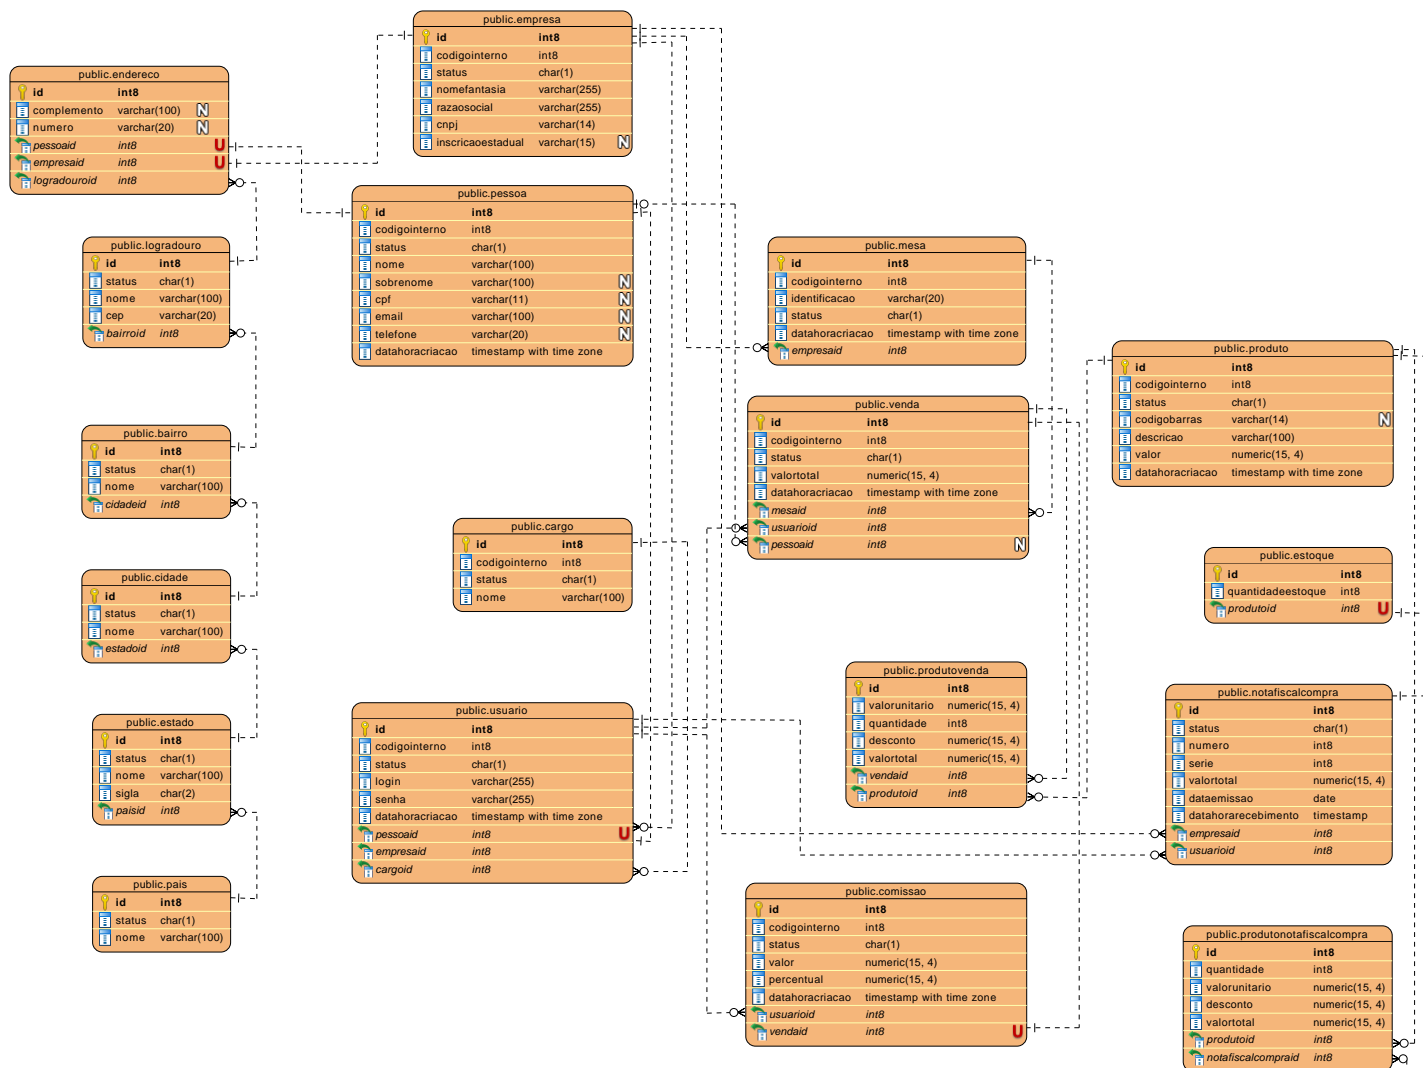 public.empresa
id int8
codigointerno int8
status char(1)
nomefantasia varchar(255)
razaosocial varchar(255)
cnpj varchar(14)
inscricaoestadual varchar(15) N
public.endereco
id int8
complemento varchar(100) N
numero varchar(20) N
pessoaid int8 U
empresaid int8 U
logradouroid int8
public.pessoa
id int8
codigointerno int8
status char(1)
nome varchar(100)
sobrenome varchar(100) N
cpf varchar(11) N
email varchar(100) N
telefone varchar(20) N
datahoracriacao timestamp with time zone
public.logradouro
id int8
status char(1)
nome varchar(100)
cep varchar(20)
bairroid int8
public.mesa
id int8
codigointerno int8
identificacao varchar(20)
status char(1)
datahoracriacao timestamp with time zone
empresaid int8
public.produto
id int8
codigointerno int8
status char(1)
codigobarras varchar(14) N
descricao varchar(100)
valor numeric(15, 4)
datahoracriacao timestamp with time zone
public.venda
id int8
codigointerno int8
status char(1)
valortotal numeric(15, 4)
datahoracriacao timestamp with time zone
mesaid int8
usuarioid int8
pessoaid int8 N
public.bairro
id int8
status char(1)
nome varchar(100)
cidadeid int8
public.cargo
id int8
codigointerno int8
status char(1)
nome varchar(100)
public.estoque
id int8
quantidadeestoque int8
produtoid int8 U
public.cidade
id int8
status char(1)
nome varchar(100)
estadoid int8
public.produtovenda
id int8
valorunitario numeric(15, 4)
quantidade int8
desconto numeric(15, 4)
valortotal numeric(15, 4)
vendaid int8
produtoid int8
public.notafiscalcompra
id int8
status char(1)
numero int8
serie int8
valortotal numeric(15, 4)
dataemissao date
datahorarecebimento timestamp
empresaid int8
usuarioid int8
public.usuario
id int8
codigointerno int8
status char(1)
login varchar(255)
senha varchar(255)
datahoracriacao timestamp with time zone
pessoaid int8 U
empresaid int8
cargoid int8
public.estado
id int8
status char(1)
nome varchar(100)
sigla char(2)
paisid int8
public.pais
id int8
status char(1)
nome varchar(100)
public.comissao
id int8
codigointerno int8
status char(1)
valor numeric(15, 4)
percentual numeric(15, 4)
datahoracriacao timestamp with time zone
usuarioid int8
vendaid int8 U
public.produtonotafiscalcompra
id int8
quantidade int8
valorunitario numeric(15, 4)
desconto numeric(15, 4)
valortotal numeric(15, 4)
produtoid int8
notafiscalcompraid int8